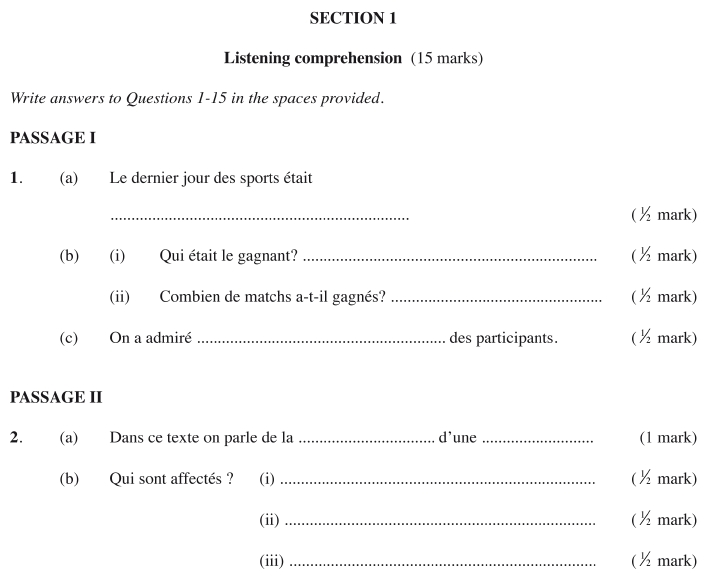 SECTION 1
Listening comprehension (15 marks)
Write answers to Questions 1-15 in the spaces provided.
PASSAGE I
1. (a) Le dernier jour des sports était
........................................................................ (½ mark)
(b) (i) Qui était le gagnant? ....................................................................... (½ mark)
(ii) Combien de matchs a-t-il gagnés? ................................................... (½ mark)
(c) On a admiré ............................................................ des participants. (½ mark)
PASSAGE II
2. (a) Dans ce texte on parle de la ................................. d’une ........................... (1 mark)
(b) Qui sont affectés ? (i) ............................................................................ (½ mark)
(ii) ........................................................................... (½ mark)
(iii) .......................................................................... (½ mark)